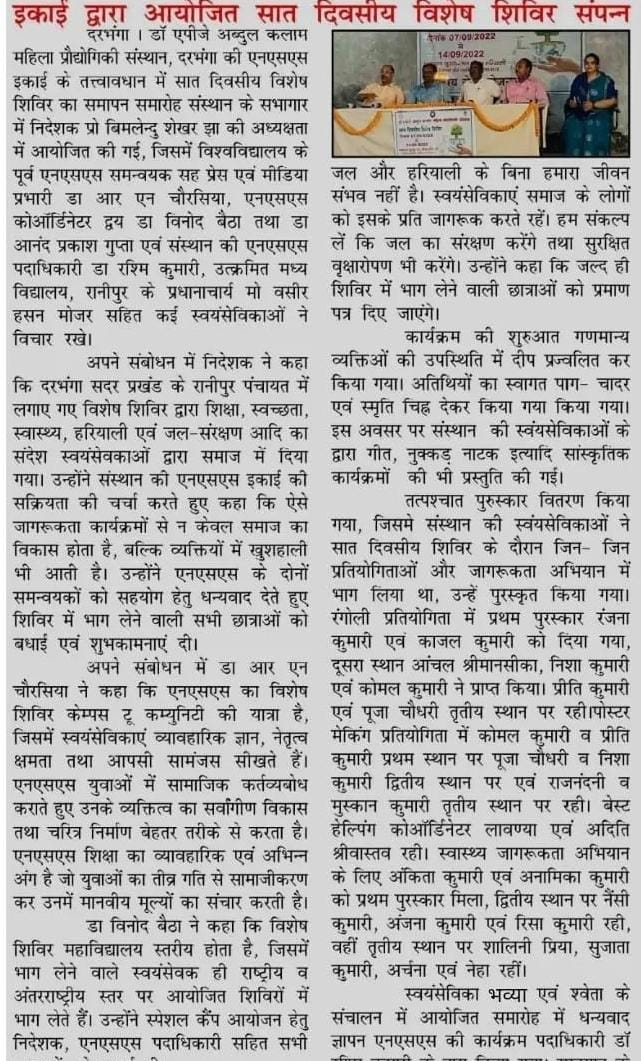 इकाई द्वारा आयोजित सात दिवसीय विशेष शिविर संपन्न
दरभंगा । डॉ एपीजे अब्दुल कलाम
महिला प्रौद्योगिकी संस्थान, दरभंगा की एनएसएस
इकाई के तत्त्वावधान में सात दिवसीय विशेष
शिविर का समापन समारोह संस्थान के सभागार
में निदेशक प्रो बिमलेन्दु शेखर झा की अध्यक्षता
में आयोजित की गई, जिसमें विश्वविद्यालय के
पूर्व एनएसएस समन्वयक सह प्रेस एवं मीडिया
प्रभारी डा आर एन चौरसिया, एनएसएस
कोऑर्डिनेटर द्वय डा विनोद बैठा तथा डा
आनंद प्रकाश गुप्ता एवं संस्थान की एनएसएस
पदाधिकारी डा रश्मि कुमारी, उत्क्रमित मध्य
विद्यालय, रानीपुर के प्रधानाचार्य मो वसीर
हसन मोजर सहित कई स्वयंसेविकाओं ने
विचार रखे।
अपने संबोधन में निदेशक ने कहा
कि दरभंगा सदर प्रखंड के रानीपुर पंचायत में
लगाए गए विशेष शिविर द्वारा शिक्षा, स्वच्छता,
स्वास्थ्य, हरियाली एवं जल-संरक्षण आदि का
संदेश स्वयंसेवकाओं द्वारा समाज में दिया
गया। उन्होंने संस्थान की एनएसएस इकाई की
सक्रियता की चर्चा करते हुए कहा कि ऐसे
जागरूकता कार्यक्रमों से न केवल समाज का
विकास होता है, बल्कि व्यक्तियों में खुशहाली
भी आती है। उन्होंने एनएसएस के दोनों
समन्वयकों को सहयोग हेतु धन्यवाद देते हुए
शिविर में भाग लेने वाली सभी छात्राओं को
बधाई एवं शुभकामनाएं दी।
अपने संबोधन में डा आर एन
चौरसिया ने कहा कि एनएसएस का विशेष
शिविर केम्पस टू कम्युनिटी की यात्रा है,
जिसमें स्वयंसेविकाएं व्यावहारिक ज्ञान, नेतृत्व
क्षमता तथा आपसी सामंजस सीखते हैं।
एनएसएस युवाओं में सामाजिक कर्तव्यबोध
कराते हुए उनके व्यक्तित्व का सर्वांगीण विकास
तथा चरित्र निर्माण बेहतर तरीके से करता है।
एनएसएस शिक्षा का व्यावहारिक एवं अभिन्न
अंग है जो युवाओं का तीव्र गति से सामाजीकरण
कर उनमें मानवीय मूल्यों का संचार करती है।
डा विनोद बैठा ने कहा कि विशेष
शिविर महाविद्यालय स्तरीय होता है, जिसमें
भाग लेने वाले स्वयंसेवक ही राष्ट्रीय व
अंतरराष्ट्रीय स्तर पर आयोजित शिविरों में
भाग लेते हैं। उन्होंने स्पेशल कैंप आयोजन हेतु
निदेशक, एनएसएस पदाधिकारी सहित सभी
दिनांक 07/09/2022
से
14/09/2022
जल और हरियाली के बिना हमारा जीवन
संभव नहीं है। स्वयंसेविकाएं समाज के लोगों
को इसके प्रति जागरूक करते रहें। हम संकल्प
लें कि जल का संरक्षण करेंगे तथा सुरक्षित
वृक्षारोपण भी करेंगे। उन्होंने कहा कि जल्द ही
शिविर में भाग लेने वाली छात्राओं को प्रमाण
पत्र दिए जाएंगे।
कार्यक्रम की शुरुआत गणमान्य
व्यक्तिओं की उपस्थिति में दीप प्रज्वलित कर
किया गया। अतिथियों का स्वागत पाग- चादर
एवं स्मृति चिह्न देकर किया गया किया गया।
इस अवसर पर संस्थान की स्वंयसेविकाओं के
द्वारा गीत, नुक्कड़ नाटक इत्यादि सांस्कृतिक
कार्यक्रमों की भी प्रस्तुति की गई।
तत्पश्चात पुरुस्कार वितरण किया
गया, जिसमे संस्थान की स्वंयसेविकाओं ने
सात दिवसीय शिविर के दौरान जिन- जिन
प्रतियोगिताओं और जागरूकता अभियान में
भाग लिया था, उन्हें पुरस्कृत किया गया।
रंगोली प्रतियोगिता में प्रथम पुरस्कार रंजना
कुमारी एवं काजल कुमारी को दिया गया,
दूसरा स्थान आंचल श्रीमानसीका, निशा कुमारी
एवं कोमल कुमारी ने प्राप्त किया। प्रीति कुमारी
एवं पूजा चौधरी तृतीय स्थान पर रही।पोस्टर
मेकिंग प्रतियोगिता में कोमल कुमारी व प्रीति
कुमारी प्रथम स्थान पर पूजा चौधरी व निशा
कुमारी द्वितीय स्थान पर एवं राजनंदनी व
मुस्कान कुमारी तृतीय स्थान पर रही। बेस्ट
हेल्पिंग कोऑर्डिनेटर लावण्या एवं अदिति
श्रीवास्तव रही। स्वास्थ्य जागरूकता अभियान
के लिए अंकिता कुमारी एवं अनामिका कुमारी
को प्रथम पुरस्कार मिला, द्वितीय स्थान पर नैंसी
कुमारी, अंजना कुमारी एवं रिसा कुमारी रही,
वहीं तृतीय स्थान पर शालिनी प्रिया, सुजाता
कुमारी, अर्चना एवं नेहा रहीं।
स्वयंसेविका भव्या एवं श्वेता के
संचालन में आयोजित समारोह में धन्यवाद
ज्ञापन एनएसएस की कार्यक्रम पदाधिकारी डॉ